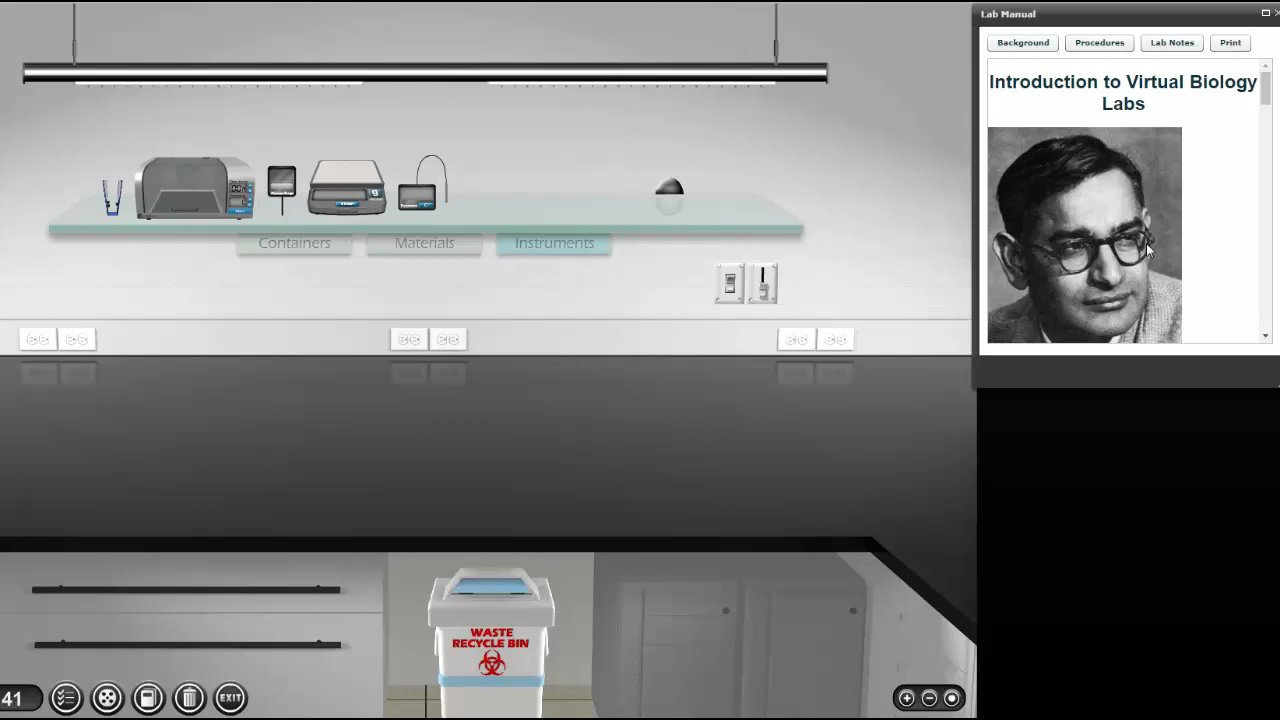 Lab Manual
Background Procedures Lab Notes Print
Introduction to Virtual Biology
Labs
Containers Materials Instruments
WASTE
RECYCLE BIN
41
EXIT